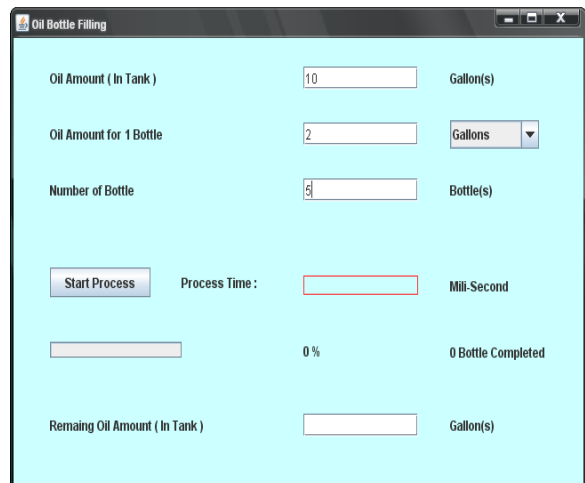 Oil Bottle Filling
Oil Amount ( In Tank ) 10 Gallon(s)
Oil Amount for 1 Bottle 2 Gallons
Number of Bottle 5 Bottle(s)
Start Process Process Time : Mili-Second
0 % 0 Bottle Completed
Remaing Oil Amount ( In Tank ) Gallon(s)